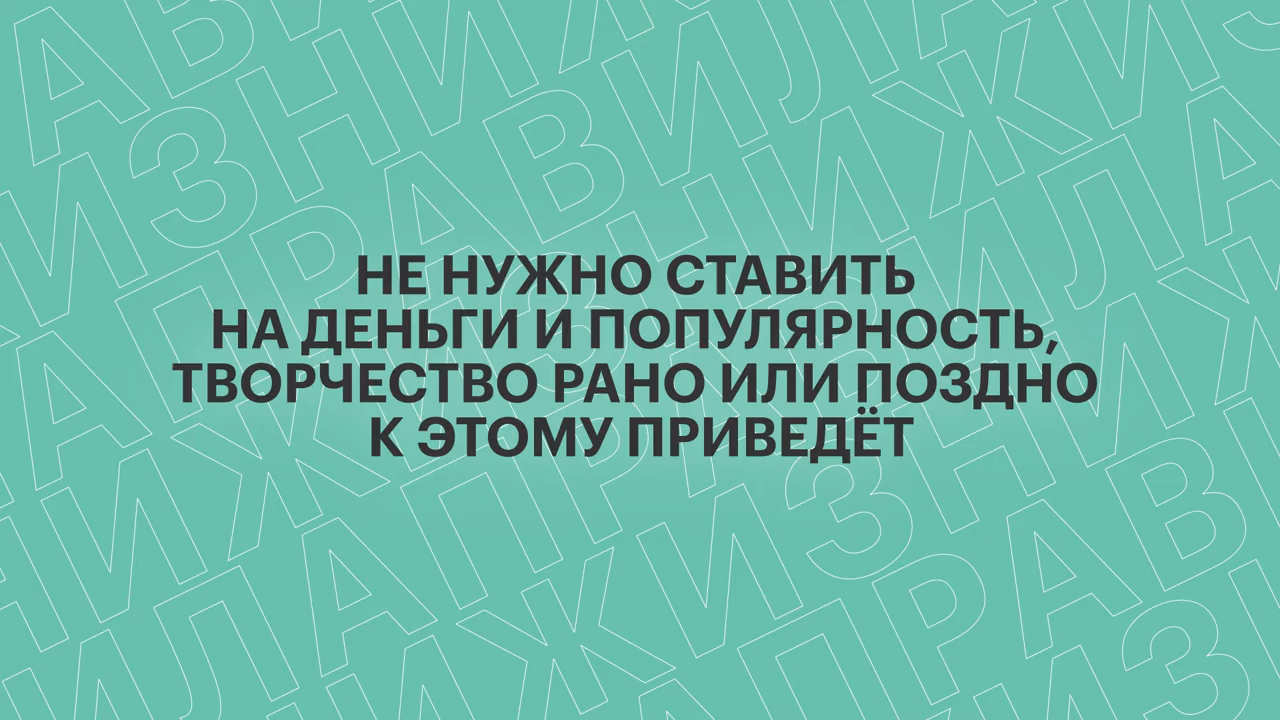 НЕ НУЖНО СТАВИТЬ
НА ДЕНЬГИ И ПОПУЛЯРНОСТЬ,
ТВОРЧЕСТВО РАНО ИЛИ ПОЗДНО
К ЭТОМУ ПРИВЕДЁТ